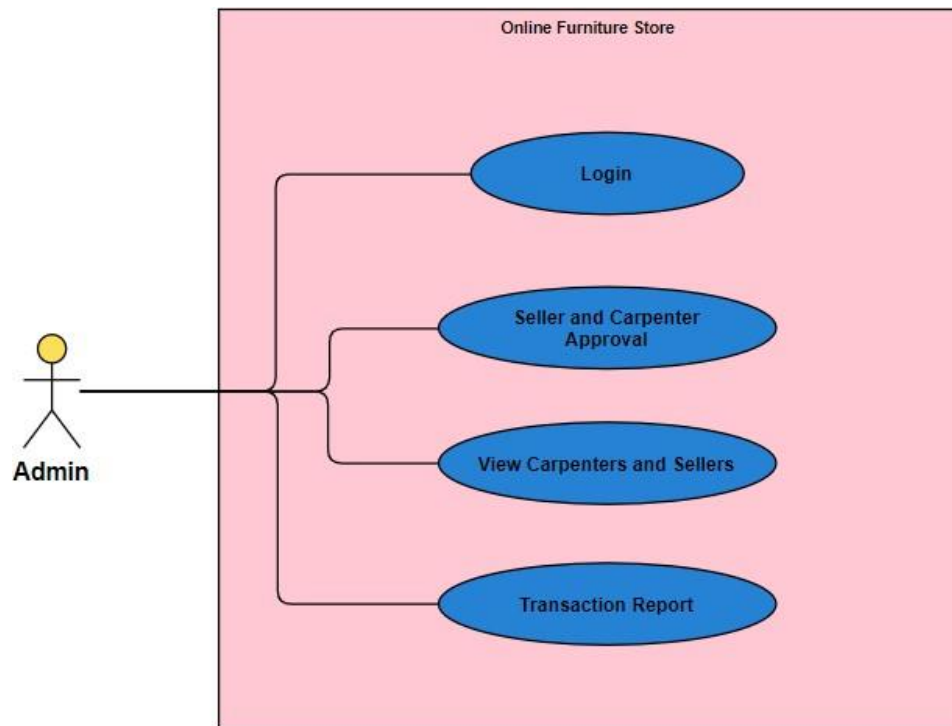 Online Furniture Store
Login
Seller and Carpenter
Approval
Admin
View Carpenters and Sellers
Transaction Report